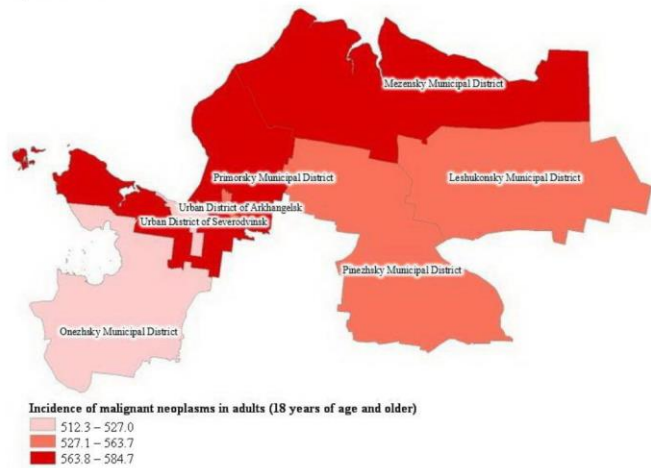 Mezensky Municipal District
Primorsky Municipal District
Leshukonsky Municipal District
Urban District of Arkhangelsk
Urban District of Severodvinsk
Pinezhsky Municipal District
Onezhsky Municipal District
Incidence of malignant neoplasms in adults (18 years of age and older)
512.3 – 527.0
527.1 – 563.7
563.8 – 584.7